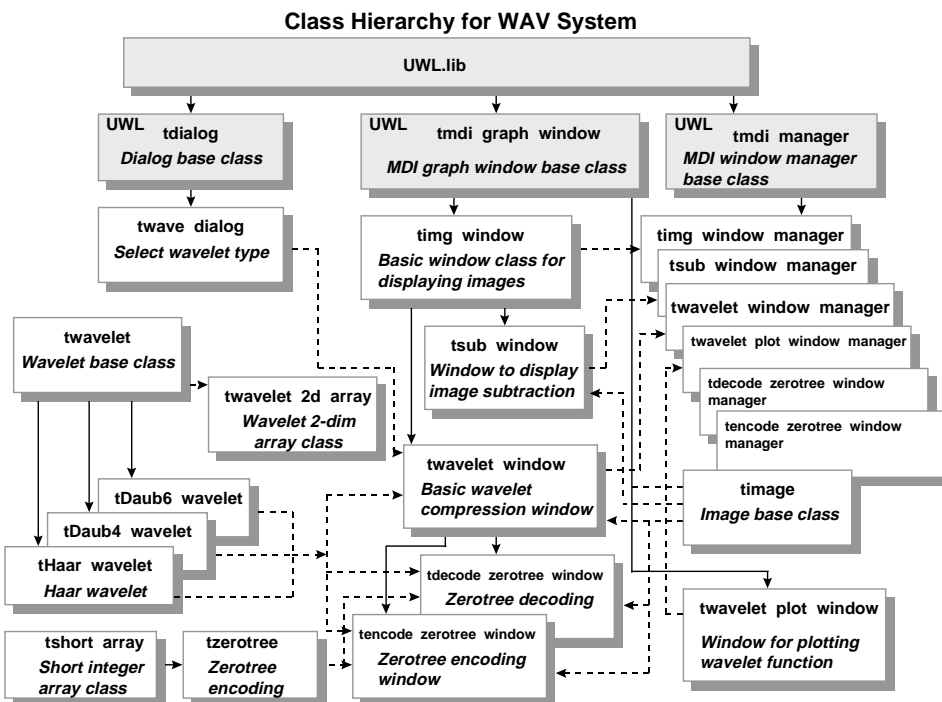 Class Hierarchy for WAV System
UWL.lib
UWL
tdialog
Dialog base class
UWL
tmdi graph window
MDI graph window base class
UWL
tmdi manager
MDI window manager
base class
twave dialog
Select wavelet type
timg window
Basic window class for
displaying images
timg window manager
tsub window manager
twavelet window manager
twavelet plot window manager
tdecode zerotree window
manager
tencode zerotree window
manager
twavelet
Wavelet base class
tsub window
Window to display
image subtraction
twavelet 2d array
Wavelet 2-dim
array class
twavelet window
Basic wavelet
compression window
timage
Image base class
tDaub6 wavelet
tDaub4 wavelet
tHaar wavelet
Haar wavelet
tdecode zerotree window
Zerotree decoding
twavelet plot window
Window for plotting
wavelet function
tshort array
Short integer
array class
tzerotree
Zerotree
encoding
tencode zerotree window
Zerotree encoding
window